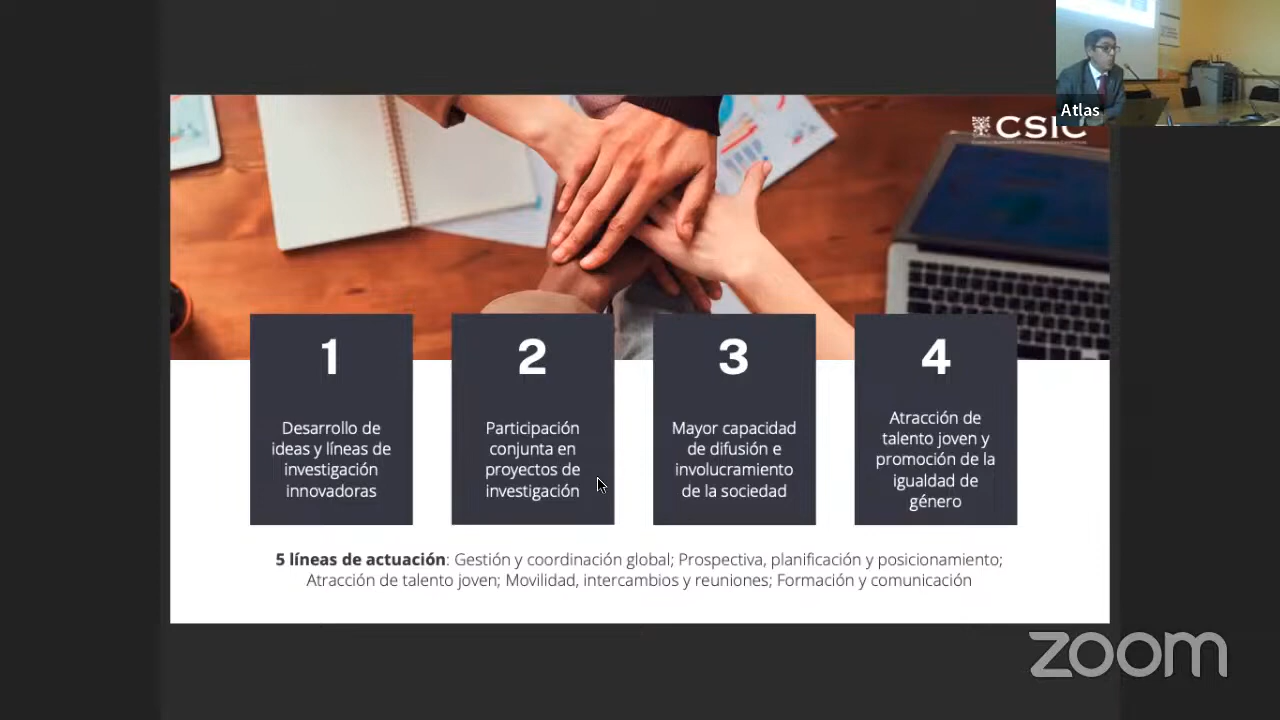 Atlas
CSIC
1
Desarrollo de
ideas y líneas de
investigación
innovadoras
2
Participación
conjunta en
proyectos de
investigación
3
Mayor capacidad
de difusión e
involucramiento
de la sociedad
4
Atracción de
talento joven y
promoción de la
igualdad de
género
5 líneas de actuación: Gestión y coordinación global; Prospectiva, planificación y posicionamiento;
Atracción de talento joven; Movilidad, intercambios y reuniones; Formación y comunicación
zoom